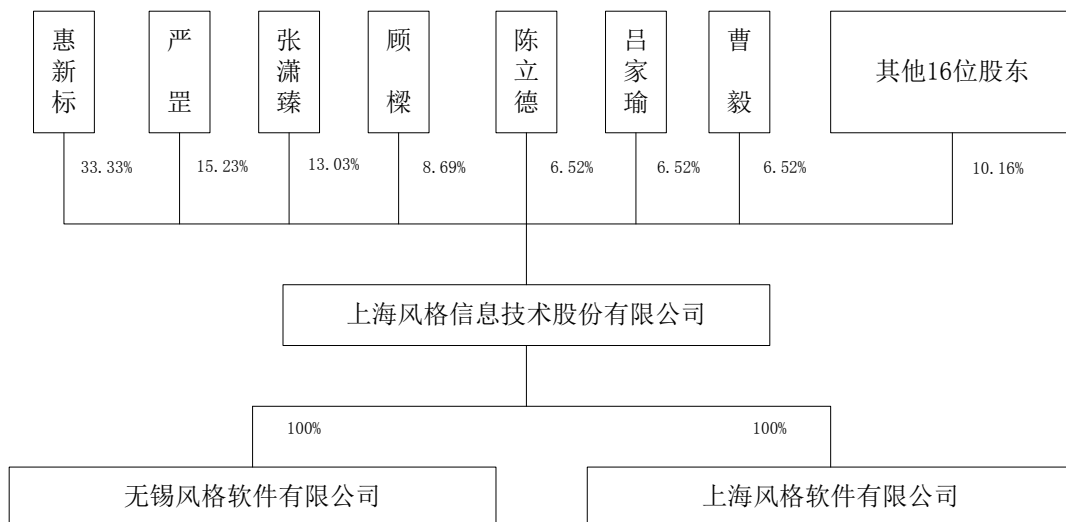 惠新标
严罡
张潇臻
顾樑
陈立德
吕家瑜
曹毅
其他16位股东
33.33%
15.23%
13.03%
8.69%
6.52%
6.52%
6.52%
10.16%
上海风格信息技术股份有限公司
100%
100%
无锡风格软件有限公司
上海风格软件有限公司